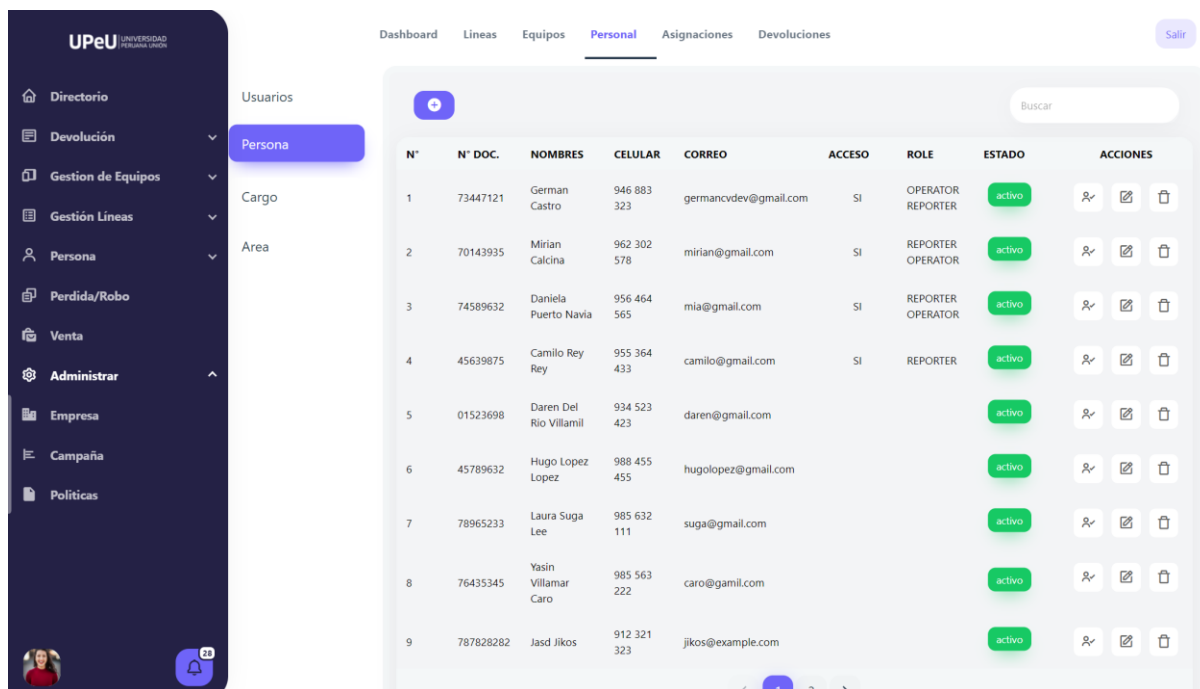 UPeU UNIVERSIDAD PERUANA UNIÓN
Dashboard Lineas Equipos Personal Asignaciones Devoluciones Salir
Directorio
Devolución
Gestion de Equipos
Gestión Líneas
Persona
Perdida/Robo
Venta
Administrar
Empresa
Campaña
Politicas
28
Usuarios
Persona
Cargo
Area
Buscar
N° N° DOC. NOMBRES CELULAR CORREO ACCESO ROLE ESTADO ACCIONES
1 73447121 German Castro 946 883 323 germancvdev@gmail.com SI OPERATOR REPORTER activo
2 70143935 Mirian Calcina 962 302 578 mirian@gmail.com SI REPORTER OPERATOR activo
3 74589632 Daniela Puerto Navia 956 464 565 mia@gmail.com SI REPORTER OPERATOR activo
4 45639875 Camilo Rey Rey 955 364 433 camilo@gmail.com SI REPORTER activo
5 01523698 Daren Del Rio Villamil 934 523 423 daren@gmail.com activo
6 45789632 Hugo Lopez Lopez 988 455 455 hugolopez@gmail.com activo
7 78965233 Laura Suga Lee 985 632 111 suga@gmail.com activo
8 76435345 Yasin Villamar Caro 985 563 222 caro@gamil.com activo
9 787828282 Jasd Jikos 912 321 323 jikos@example.com activo